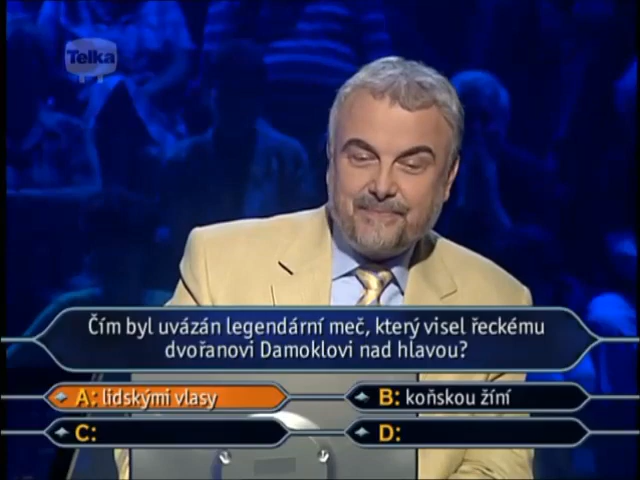 Telka
Čím byl uvázán legendární meč, který visel řeckému
dvořanovi Damoklovi nad hlavou?
A: lidskými vlasy
B: koňskou žíní
C:
D: